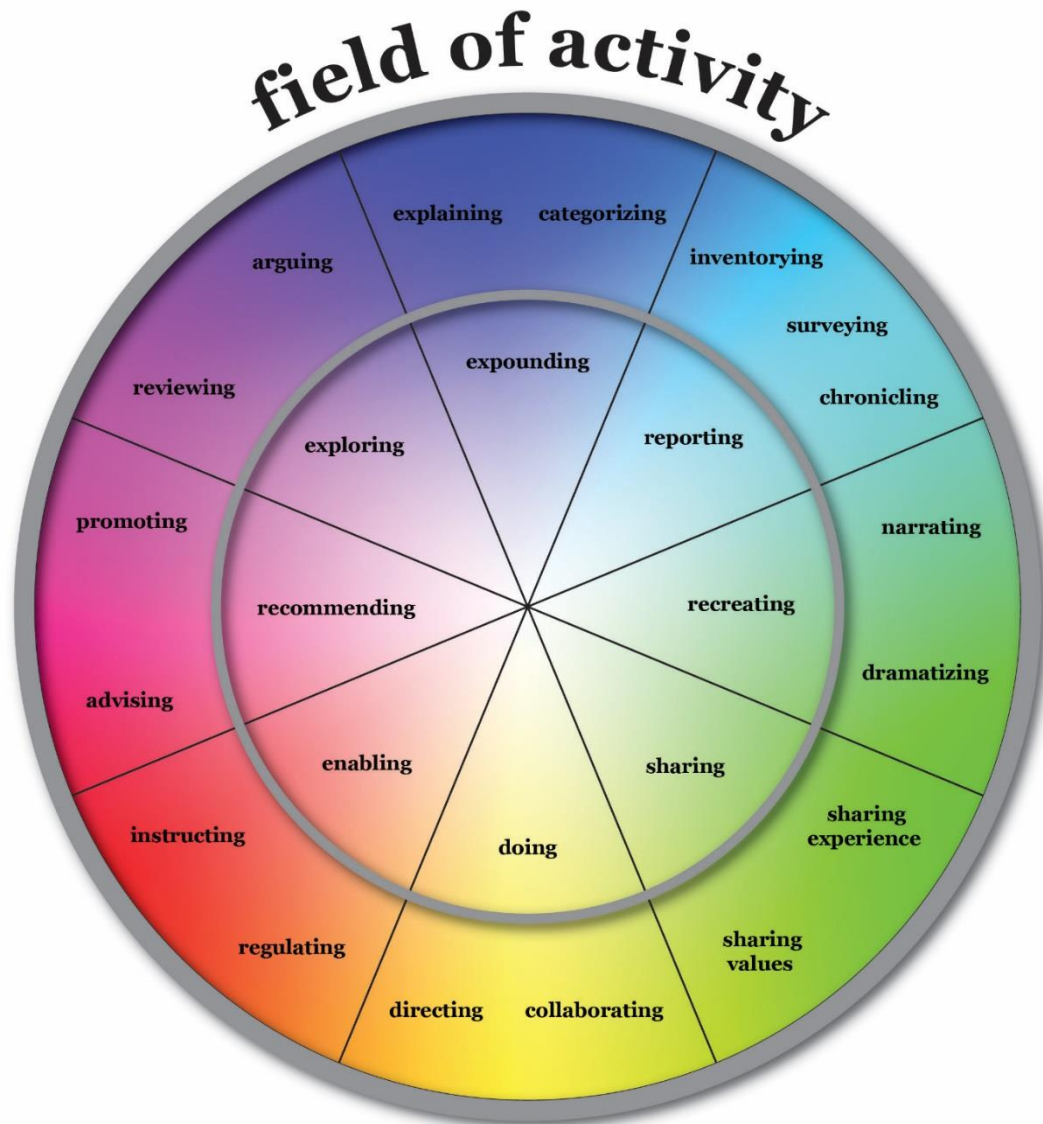 field of activity
explaining
categorizing
arguing
inventorying
surveying
reviewing
chronicling
expounding
exploring
reporting
promoting
narrating
recommending
recreating
advising
dramatizing
enabling
sharing
instructing
sharing
experience
doing
regulating
sharing
values
directing
collaborating